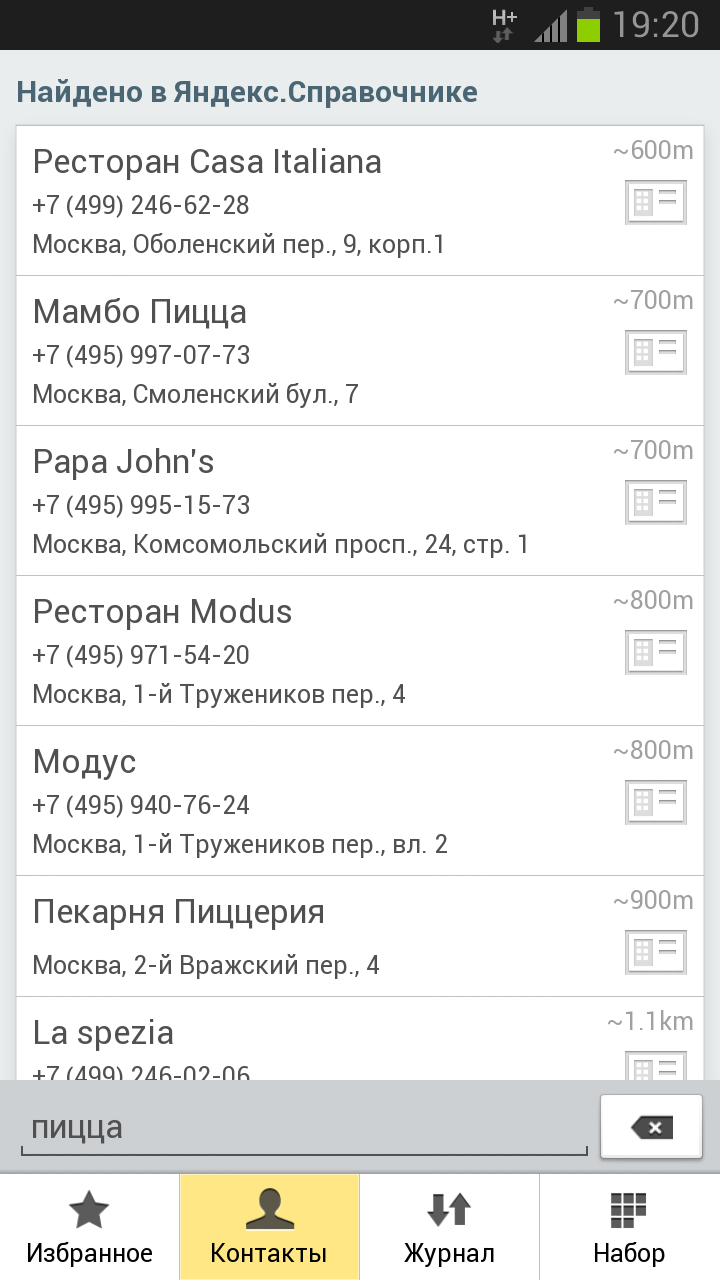 H+ 19:20
Найдено в Яндекс.Справочнике
Ресторан Casa Italiana ~600m
+7 (499) 246-62-28
Москва, Оболенский пер., 9, корп.1
Мамбо Пицца ~700m
+7 (495) 997-07-73
Москва, Смоленский бул., 7
Papa John's ~700m
+7 (495) 995-15-73
Москва, Комсомольский просп., 24, стр. 1
Ресторан Modus ~800m
+7 (495) 971-54-20
Москва, 1-й Тружеников пер., 4
Модус ~800m
+7 (495) 940-76-24
Москва, 1-й Тружеников пер., вл. 2
Пекарня Пиццерия ~900m
Москва, 2-й Вражский пер., 4
La spezia ~1.1km
+7 (499) 246-02-06
пицца
Избранное Контакты Журнал Набор